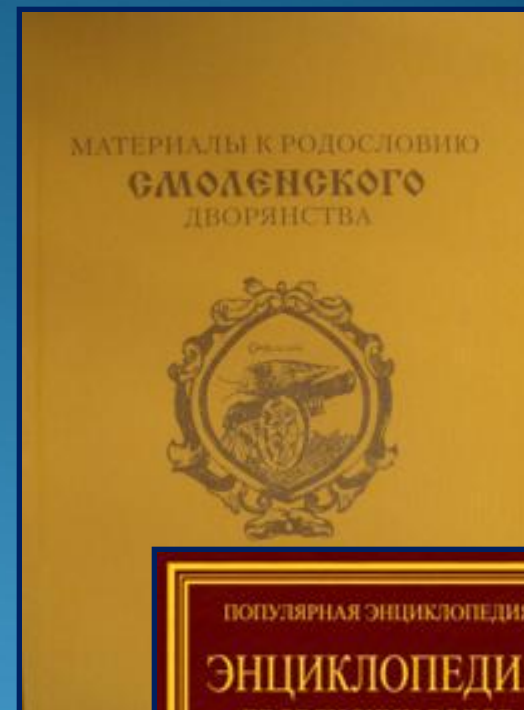 МАТЕРИАЛЫ К РОДОСЛОВИЮ
СМОЛЕНСКОГО
ДВОРЯНСТВА
ПОПУЛЯРНАЯ ЭНЦИКЛОПЕДИЯ
ЭНЦИКЛОПЕДИ